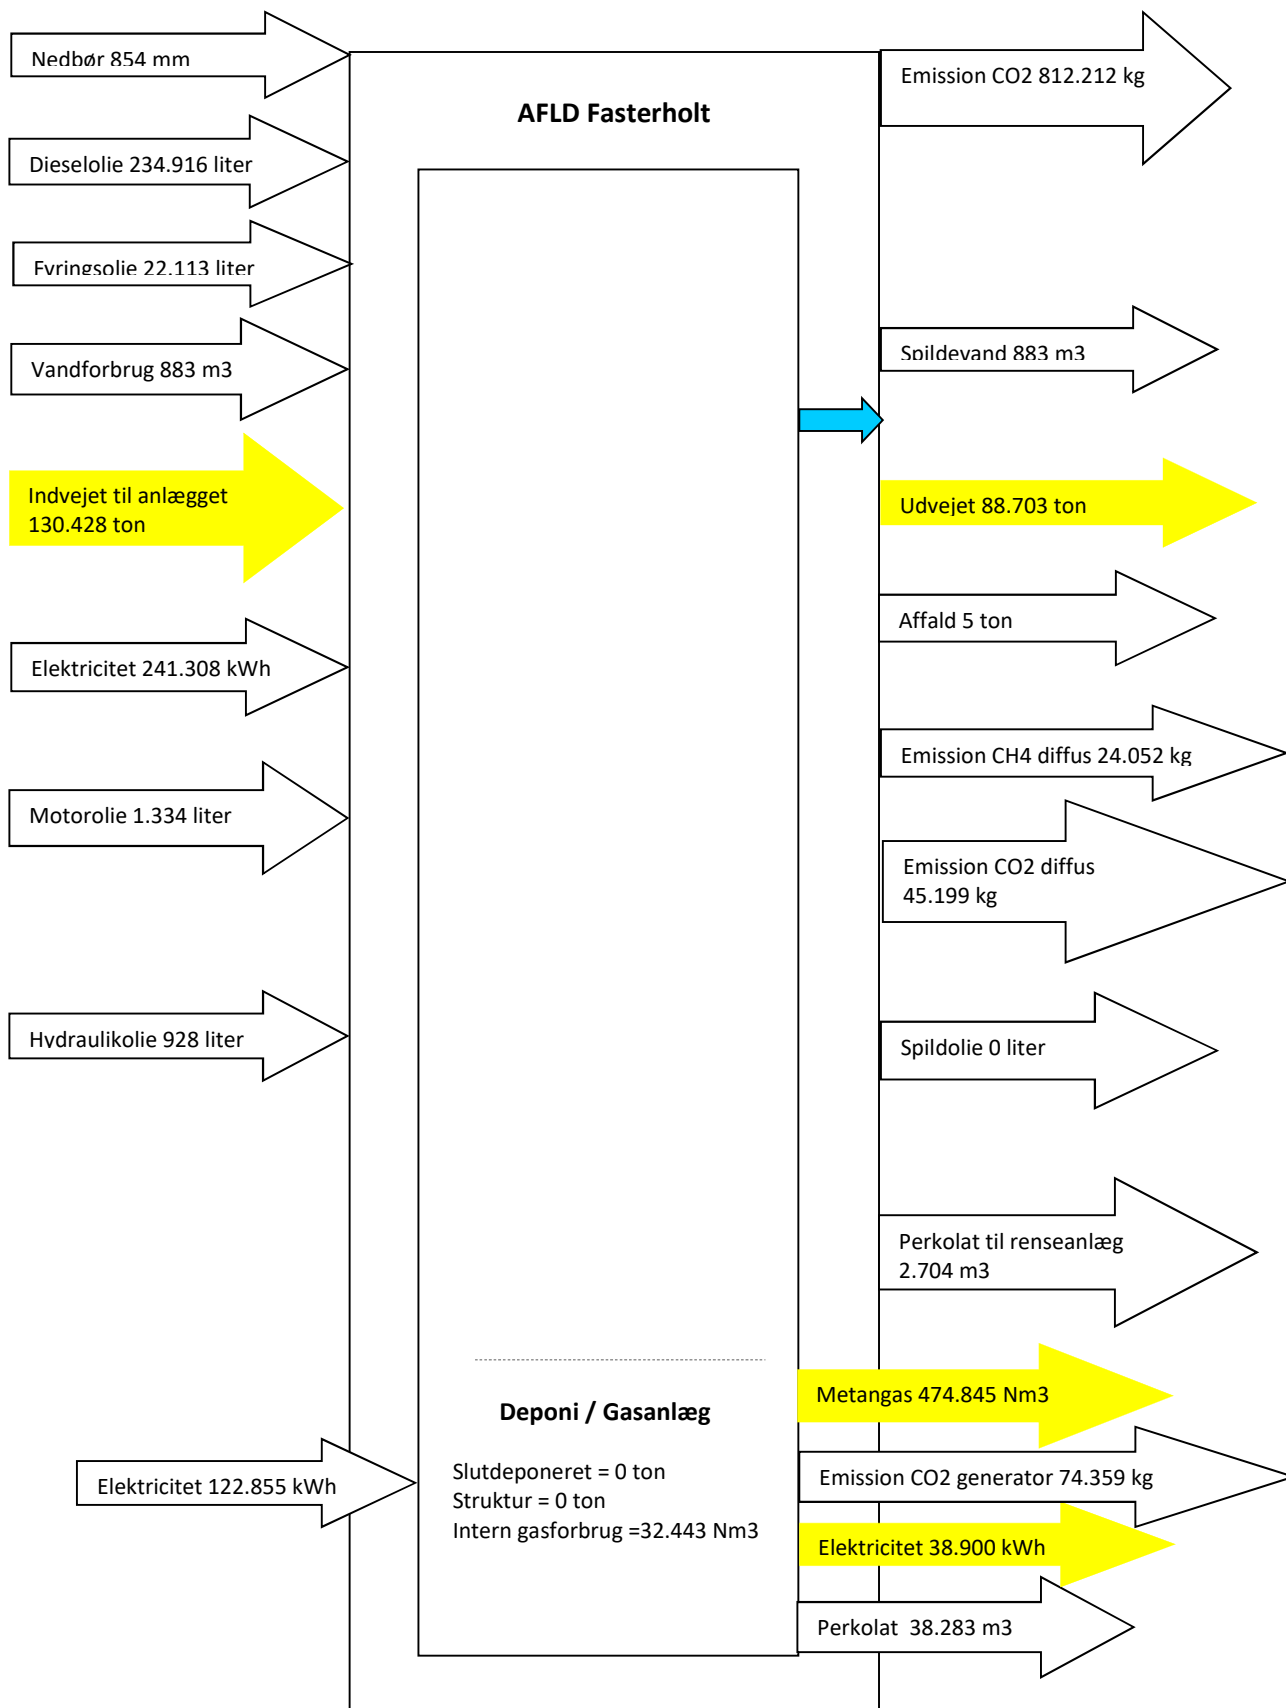 Nedbør 854 mm
Dieselolie 234.916 liter
Fyringsolie 22.113 liter
Vandforbrug 883 m3
Indvejet til anlægget
130.428 ton
Elektricitet 241.308 kWh
Motorolie 1.334 liter
Hydraulikolie 928 liter
Elektricitet 122.855 kWh
AFLD Fasterholt
Deponi / Gasanlæg
Slutdeponeret = 0 ton
Struktur = 0 ton
Intern gasforbrug =32.443 Nm3
Emission CO2 812.212 kg
Spildevand 883 m3
Udvejet 88.703 ton
Affald 5 ton
Emission CH4 diffus 24.052 kg
Emission CO2 diffus
45.199 kg
Spildolie 0 liter
Perkolat til renseanlæg
2.704 m3
Metangas 474.845 Nm3
Emission CO2 generator 74.359 kg
Elektricitet 38.900 kWh
Perkolat  38.283 m3